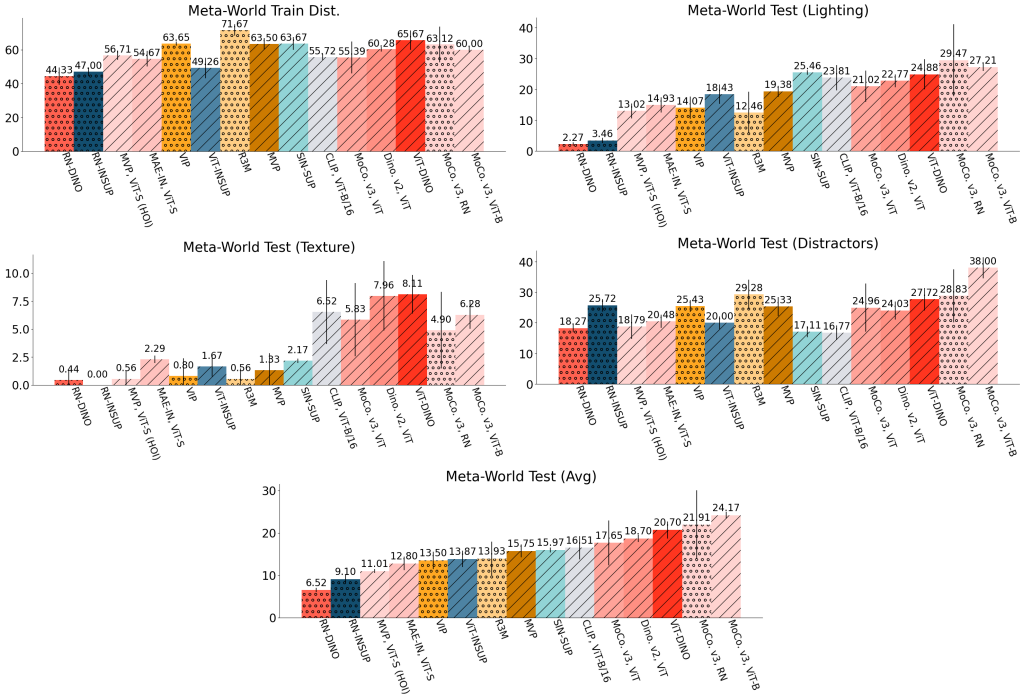 Meta-World Train Dist.
60
40
20
0
44,33
47,00
56,71
54,67
63,65
49,26
71,67
63,50
63,67
55,72
55,39
60,28
65,67
63,12
60,00
RN-DINO
RN-INSUP
MVP, ViT-S (HOI)
MAE-IN, ViT-S
VIP
ViT-INSUP
R3M
MVP
SIN-SUP
CLIP, ViT-B/16
MoCo. v3, ViT
Dino. v2, ViT
ViT-DINO
MoCo. v3, RN
MoCo. v3, ViT-B
Meta-World Test (Lighting)
40
30
20
10
0
2.27
3.46
13.02
14.93
14.07
18.43
12.46
19.38
25.46
23.81
21.02
22.77
24.88
29.47
27.21
RN-DINO
RN-INSUP
MVP, ViT-S (HOI)
MAE-IN, ViT-S
VIP
ViT-INSUP
R3M
MVP
SIN-SUP
CLIP, ViT-B/16
MoCo. v3, ViT
Dino. v2, ViT
ViT-DINO
MoCo. v3, RN
MoCo. v3, ViT-B
Meta-World Test (Texture)
10.0
7.5
5.0
2.5
0.0
0.44
0.00
0.56
2.29
0.80
1.67
0.56
1.33
2.17
6.52
5.83
7.96
8.11
4.90
6.28
RN-DINO
RN-INSUP
MVP, ViT-S (HOI)
MAE-IN, ViT-S
VIP
ViT-INSUP
R3M
MVP
SIN-SUP
CLIP, ViT-B/16
MoCo. v3, ViT
Dino. v2, ViT
ViT-DINO
MoCo. v3, RN
MoCo. v3, ViT-B
Meta-World Test (Distractors)
40
30
20
10
0
18.27
25.72
18.79
20.48
25.43
20.00
29.28
25.33
17.11
16.77
24.96
24.03
27.72
28.83
38.00
RN-DINO
RN-INSUP
MVP, ViT-S (HOI)
MAE-IN, ViT-S
VIP
ViT-INSUP
R3M
MVP
SIN-SUP
CLIP, ViT-B/16
MoCo. v3, ViT
Dino. v2, ViT
ViT-DINO
MoCo. v3, RN
MoCo. v3, ViT-B
Meta-World Test (Avg)
30
20
10
0
6.52
9.10
11.01
12.80
13.50
13.87
13.93
15.75
15.97
16.51
17.65
18.70
20.70
21.91
24.17
RN-DINO
RN-INSUP
MVP, ViT-S (HOI)
MAE-IN, ViT-S
VIP
ViT-INSUP
R3M
MVP
SIN-SUP
CLIP, ViT-B/16
MoCo. v3, ViT
Dino. v2, ViT
ViT-DINO
MoCo. v3, RN
MoCo. v3, ViT-B